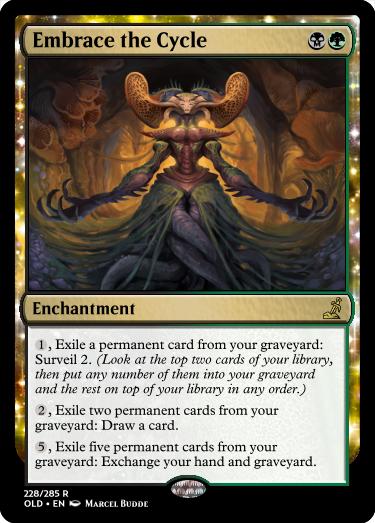 Embrace the Cycle
Enchantment
1, Exile a permanent card from your graveyard:
Surveil 2. (Look at the top two cards of your library,
then put any number of them into your graveyard
and the rest on top of your library in any order.)
2, Exile two permanent cards from your
graveyard: Draw a card.
5, Exile five permanent cards from your
graveyard: Exchange your hand and graveyard.
228/285 R
OLD • EN Marcel Budde